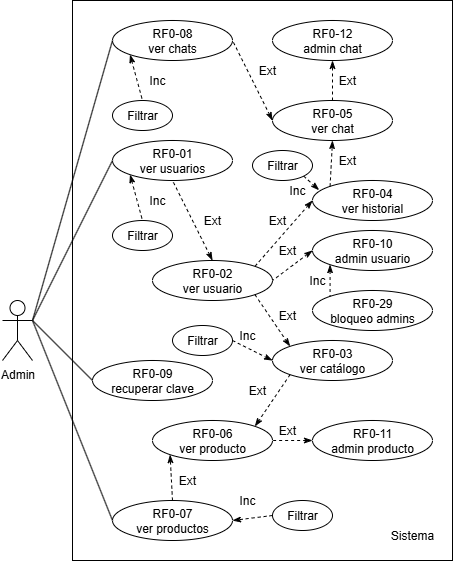 RF0-08
ver chats
RF0-12
admin chat
Inc
Ext
Ext
Filtrar
RF0-05
ver chat
RF0-01
ver usuarios
Filtrar
Ext
Inc
Inc
RF0-04
ver historial
Filtrar
Ext
Ext
RF0-10
admin usuario
Ext
RF0-02
ver usuario
Inc
RF0-29
bloqueo admins
Ext
Filtrar
Inc
RF0-03
ver catálogo
Admin
RF0-09
recuperar clave
Ext
RF0-06
ver producto
Ext
RF0-11
admin producto
Ext
RF0-07
ver productos
Inc
Filtrar
Sistema